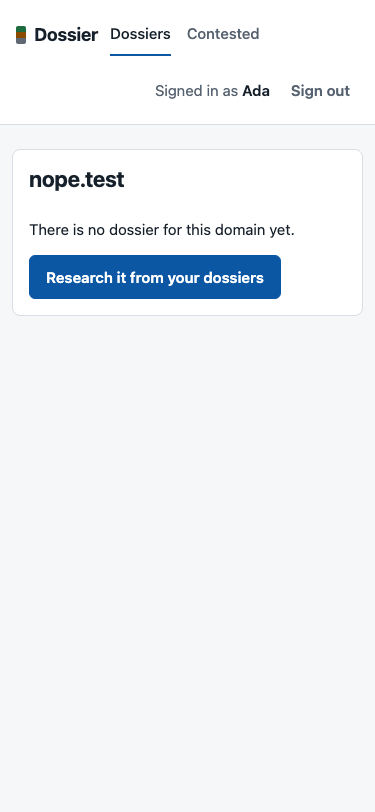 Dossier Dossiers Contested
Signed in as Ada Sign out
nope.test
There is no dossier for this domain yet.
Research it from your dossiers